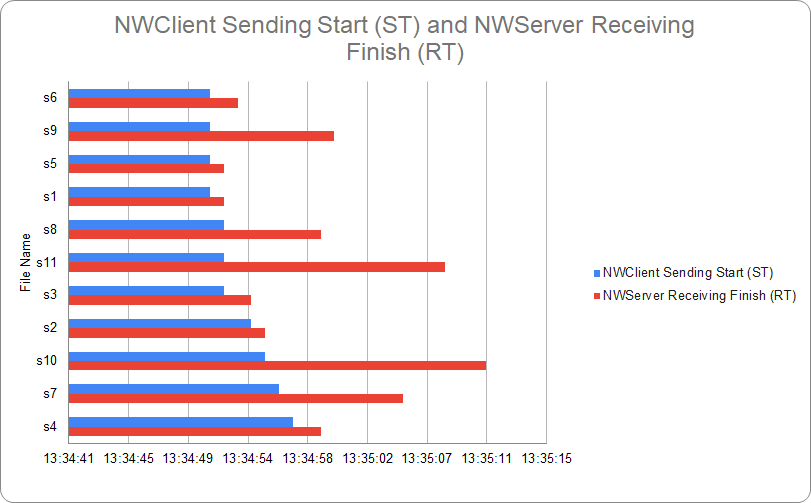 NWClient Sending Start (ST) and NWServer Receiving
Finish (RT)
File Name
s6
s9
s5
s1
s8
s11
s3
s2
s10
s7
s4
13:34:41 13:34:45 13:34:49 13:34:54 13:34:58 13:35:02 13:35:07 13:35:11 13:35:15
NWClient Sending Start (ST)
NWServer Receiving Finish (RT)